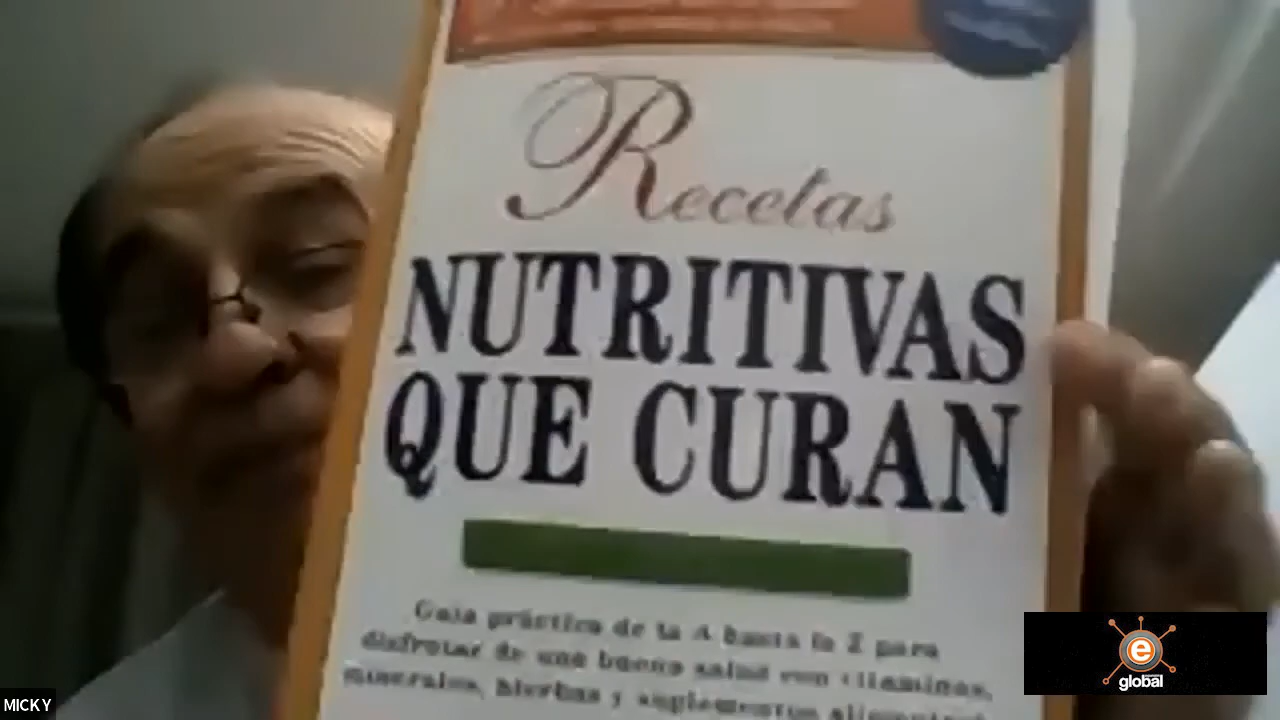 Recetas
NUTRITIVAS
QUE CURAN
Guía práctica de la A hasta la Z para
disfrutar de una buena salud con vitaminas,
minerales, hierbas y suplementos
MICKY
e
global